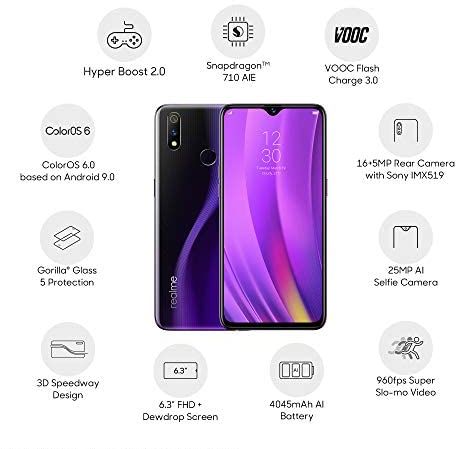 Hyper Boost 2.0
Snapdragon™
710 AIE
VOOC
VOOC Flash
Charge 3.0
ColorOS 6
ColorOS 6.0
based on Android 9.0
12
30
realme
16+5MP Rear Camera
with Sony IMX519
Gorilla® Glass
5 Protection
25MP AI
Selfie Camera
3D Speedway
Design
6.3"
6.3" FHD +
Dewdrop Screen
AI
4045mAh AI
Battery
960fps Super
Slo-mo Video